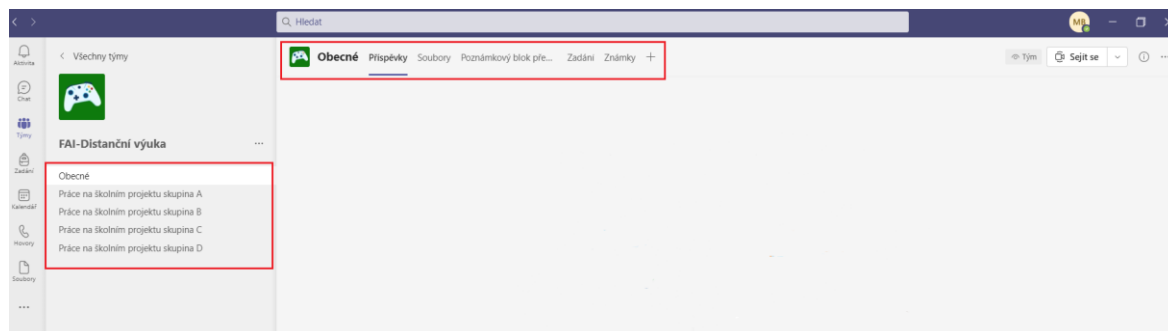 Hledat
MB
Aktivita
Chat
Týmy
Zadání
Kalendář
Hovory
Soubory
Všechny týmy
FAI-Distanční výuka
Obecné
Práce na školním projektu skupina A
Práce na školním projektu skupina B
Práce na školním projektu skupina C
Práce na školním projektu skupina D
Obecné Příspěvky Soubory Poznámkový blok pře... Zadání Známky +
Tým Sejít se